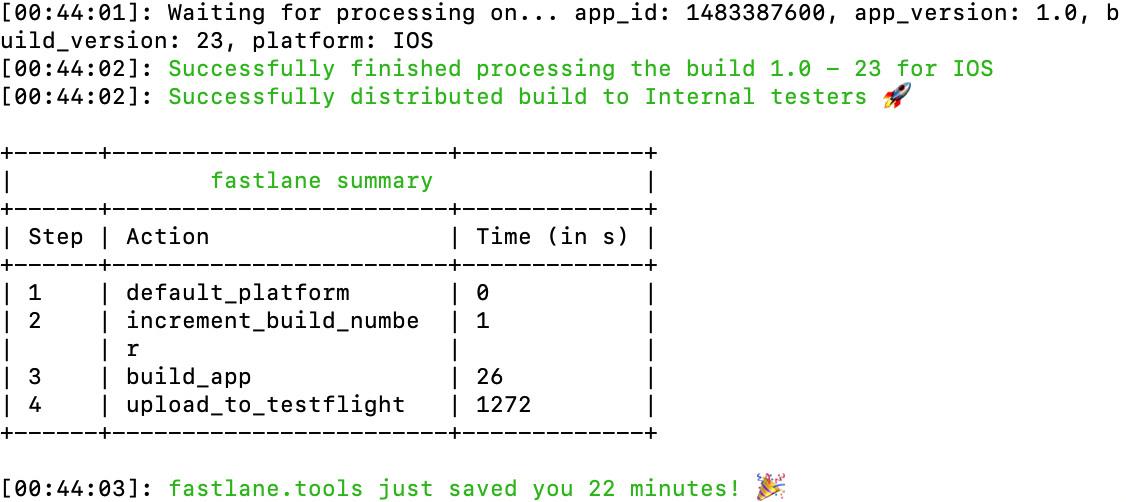 [00:44:01]: Waiting for processing on... app_id: 1483387600, app_version: 1.0, b
uild_version: 23, platform: IOS
[00:44:02]: Successfully finished processing the build 1.0 - 23 for IOS
[00:44:02]: Successfully distributed build to Internal testers 🚀
+------+------------------------+-------------+
|              fastlane summary               |
+------+------------------------+-------------+
| Step | Action                 | Time (in s) |
+------+------------------------+-------------+
| 1    | default_platform       | 0           |
| 2    | increment_build_numbe  | 1           |
|      | r                      |             |
| 3    | build_app              | 26          |
| 4    | upload_to_testflight   | 1272        |
+------+------------------------+-------------+
[00:44:03]: fastlane.tools just saved you 22 minutes! 🎉